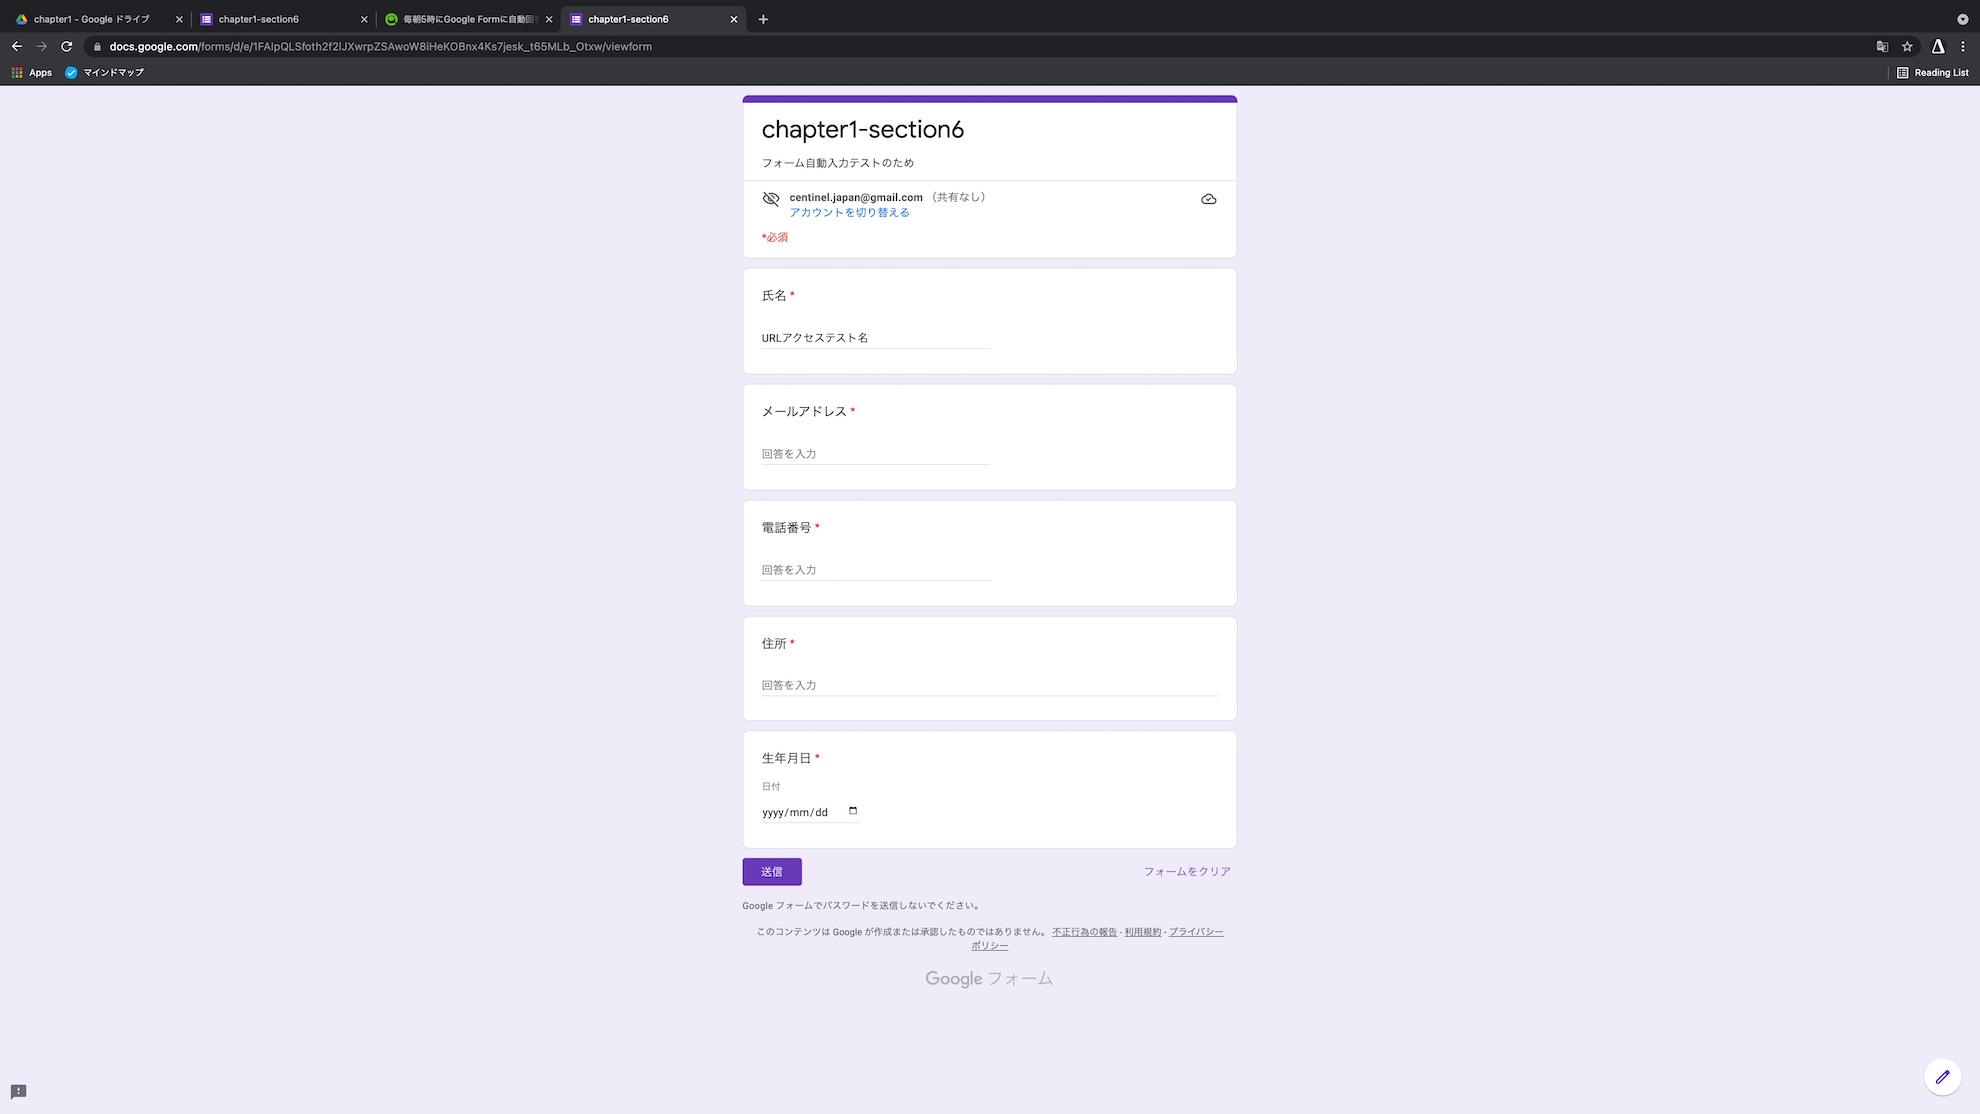 chapter1 - Google ドライブ
chapter1-section6
毎朝5時にGoogle Formに自動回
chapter1-section6
docs.google.com/forms/d/e/1FAIpQLSfoth2f2IJXwrpZSAwoW8iHeKOBnx4Ks7jesk_t65MLb_Otxw/viewform
Apps
マインドマップ
Reading List
chapter1-section6
フォーム自動入力テストのため
centinel.japan@gmail.com （共有なし）
アカウントを切り替える
*必須
氏名 *
URLアクセステスト名
メールアドレス *
回答を入力
電話番号 *
回答を入力
住所 *
回答を入力
生年月日 *
日付
yyyy/mm/dd
送信
フォームをクリア
Google フォームでパスワードを送信しないでください。
このコンテンツは Google が作成または承認したものではありません。 不正行為の報告 - 利用規約 - プライバシー
ポリシー
Google フォーム